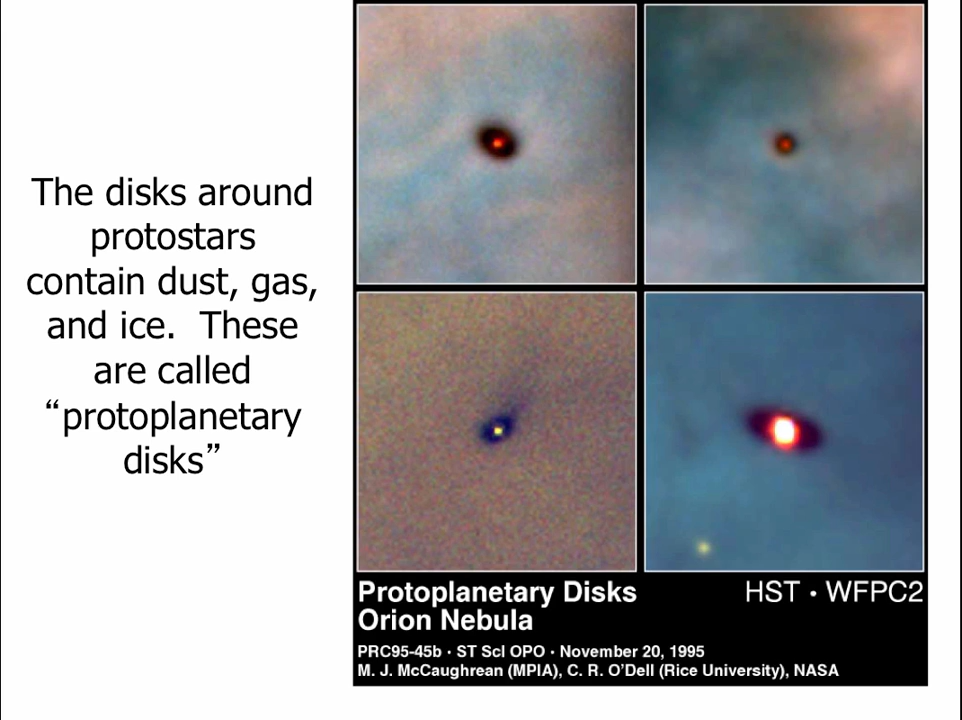 The disks around
protostars
contain dust, gas,
and ice.  These
are called
“protoplanetary
disks”
Protoplanetary Disks
Orion Nebula
HST · WFPC2
PRC95-45b · ST ScI OPO · November 20, 1995
M. J. McCaughrean (MPIA), C. R. O’Dell (Rice University), NASA